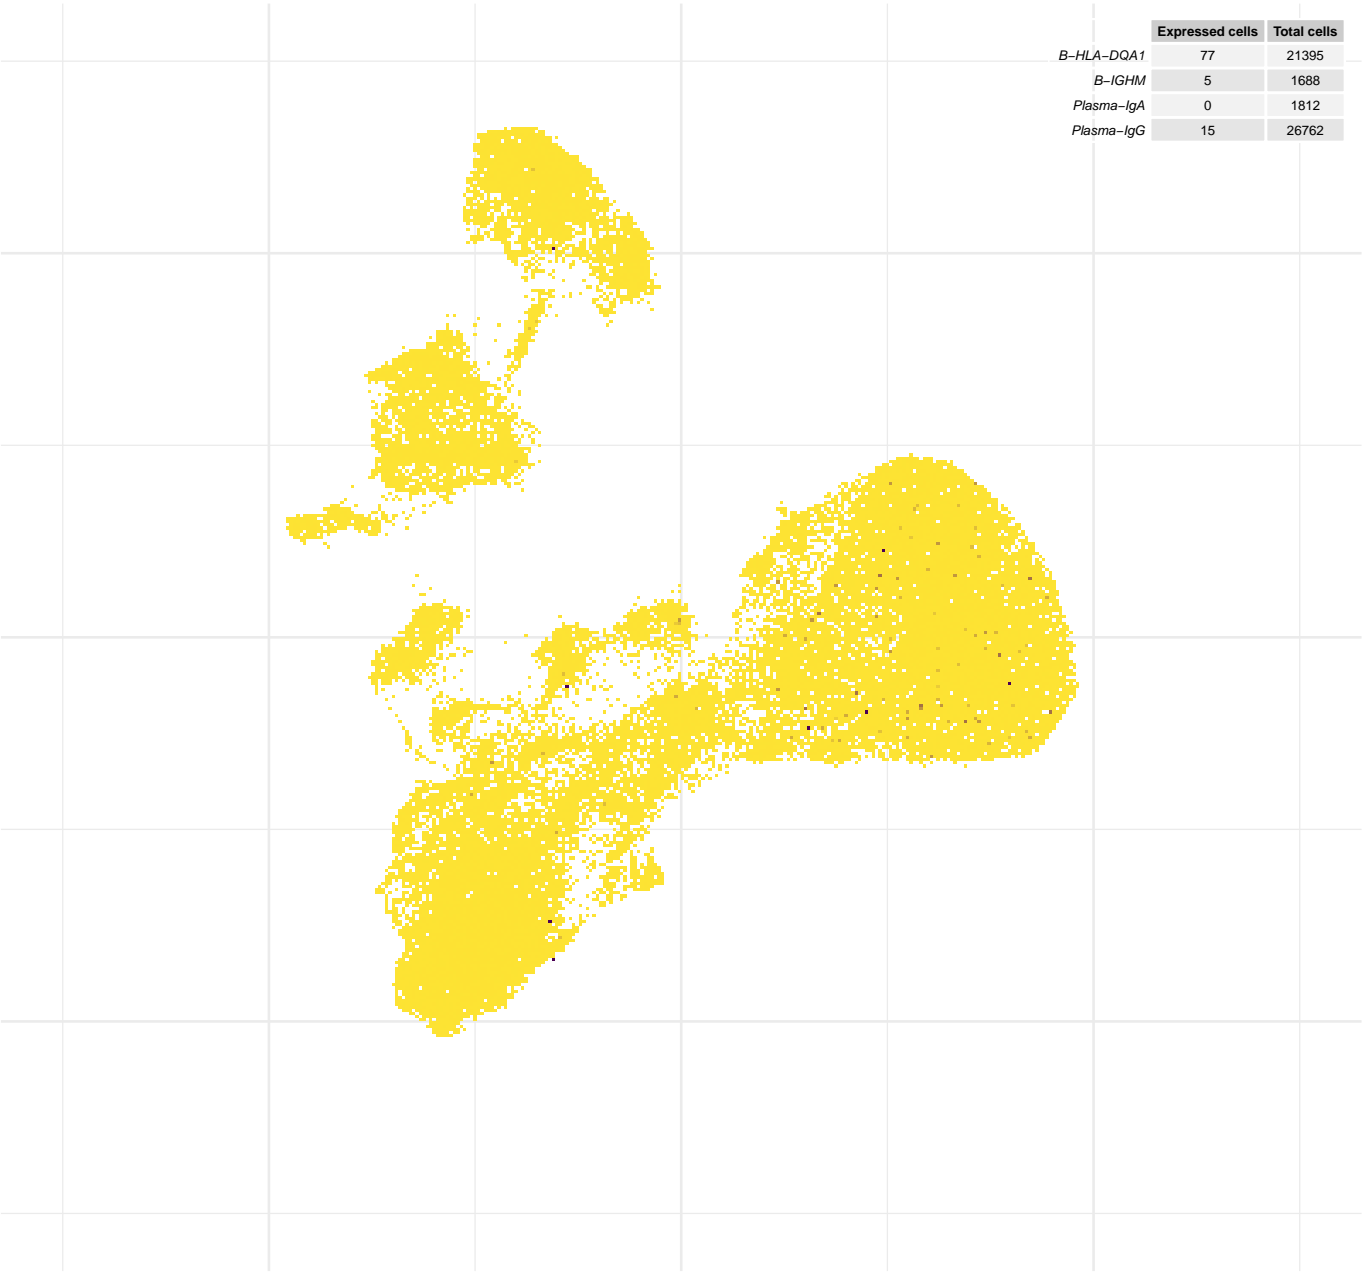 Expressed cells Total cells
B−HLA−DQA1 77 21395
B−IGHM 5 1688
Plasma−IgA 0 1812
Plasma−IgG 15 26762